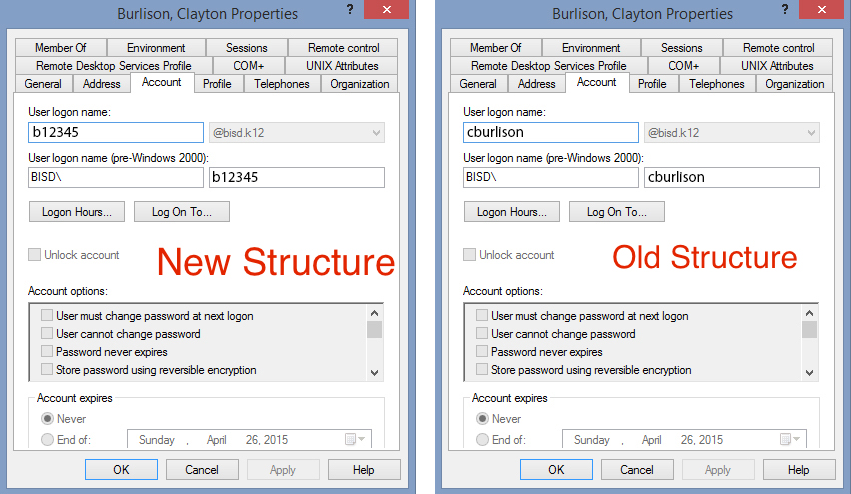 Burlison, Clayton Properties ? ×
Member Of Environment Sessions Remote control
Remote Desktop Services Profile COM+ UNIX Attributes
General Address Account Profile Telephones Organization
User logon name:
b12345 @bisd.k12
User logon name (pre-Windows 2000):
BISD\ b12345
Logon Hours... Log On To...
Unlock account
New Structure
Account options:
User must change password at next logon
User cannot change password
Password never expires
Store password using reversible encryption
Account expires
Never
End of: Sunday , April 26, 2015
OK Cancel Apply Help
Burlison, Clayton Properties ? ×
Member Of Environment Sessions Remote control
Remote Desktop Services Profile COM+ UNIX Attributes
General Address Account Profile Telephones Organization
User logon name:
cburlison @bisd.k12
User logon name (pre-Windows 2000):
BISD\ cburlison
Logon Hours... Log On To...
Unlock account
Old Structure
Account options:
User must change password at next logon
User cannot change password
Password never expires
Store password using reversible encryption
Account expires
Never
End of: Sunday , April 26, 2015
OK Cancel Apply Help